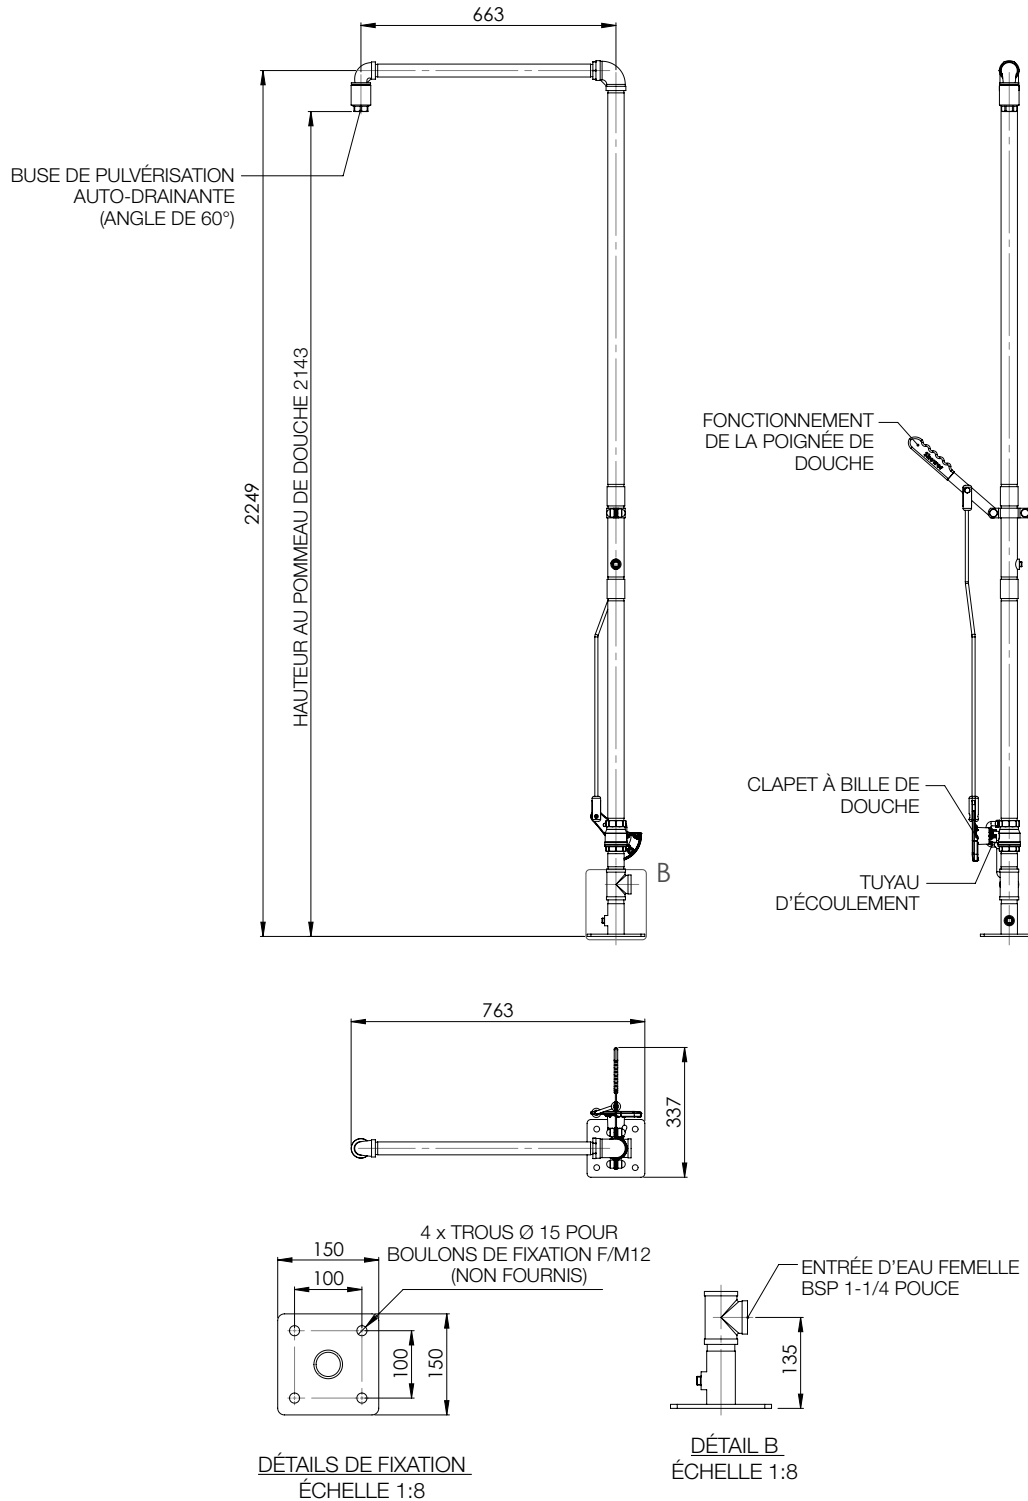 663
BUSE DE PULVÉRISATION
AUTO-DRAINANTE
(ANGLE DE 60°)
2249
HAUTEUR AU POMMEAU DE DOUCHE 2143
FONCTIONNEMENT
DE LA POIGNÉE DE
DOUCHE
CLAPET À BILLE DE
DOUCHE
TUYAU
D'ÉCOULEMENT
B
763
337
4 x TROUS Ø 15 POUR
BOULONS DE FIXATION F/M12
(NON FOURNIS)
150
100
100
150
DÉTAILS DE FIXATION
ÉCHELLE 1:8
ENTRÉE D'EAU FEMELLE
BSP 1-1/4 POUCE
135
DÉTAIL B
ÉCHELLE 1:8